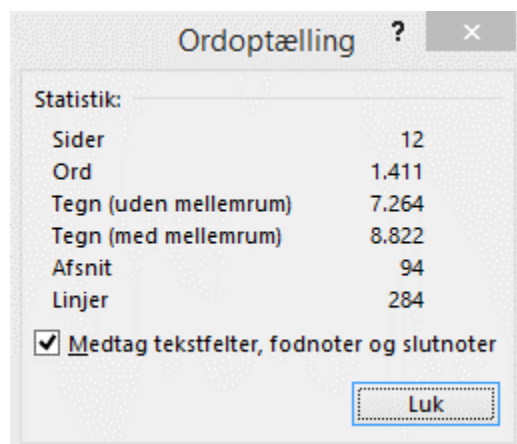 Ordoptælling ? ×
Statistik:
Sider 12
Ord 1.411
Tegn (uden mellemrum) 7.264
Tegn (med mellemrum) 8.822
Afsnit 94
Linjer 284
Medtag tekstfelter, fodnoter og slutnoter
Luk